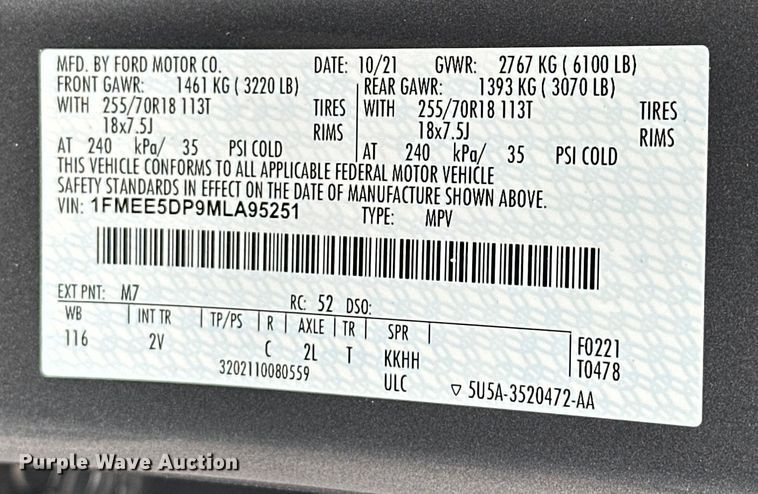 MFD. BY FORD MOTOR CO. DATE: 10/21 GVWR: 2767 KG ( 6100 LB)
FRONT GAWR: 1461 KG ( 3220 LB) REAR GAWR: 1393 KG ( 3070 LB)
WITH 255/70R18 113T TIRES WITH 255/70R18 113T TIRES
18x7.5J RIMS 18x7.5J RIMS
AT 240 kPa/ 35 PSI COLD AT 240 kPa/ 35 PSI COLD
THIS VEHICLE CONFORMS TO ALL APPLICABLE FEDERAL MOTOR VEHICLE
SAFETY STANDARDS IN EFFECT ON THE DATE OF MANUFACTURE SHOWN ABOVE.
VIN: 1FMEE5DP9MLA95251 TYPE: MPV
EXT PNT: M7 RC: 52 DSO:
WB INT TR TP/PS R AXLE TR SPR F0221
116 2V C 2L T KKHH T0478
3202110080559 ULC 5U5A-3520472-AA
Purple Wave Auction